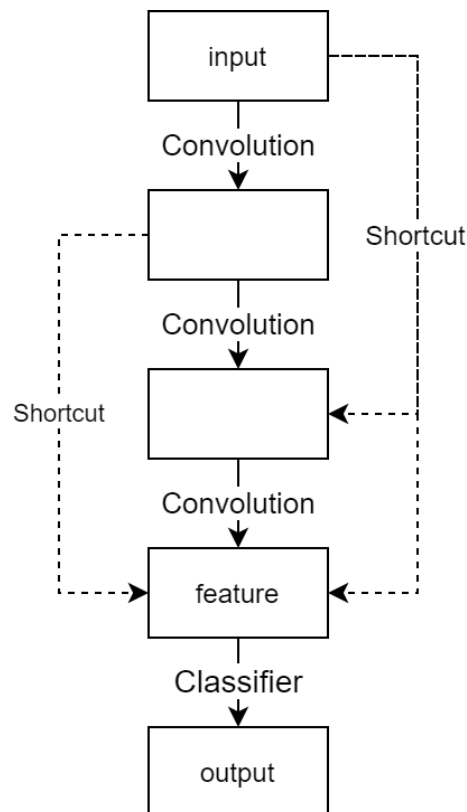 input
Convolution
Shortcut
Convolution
Shortcut
Convolution
feature
Classifier
output